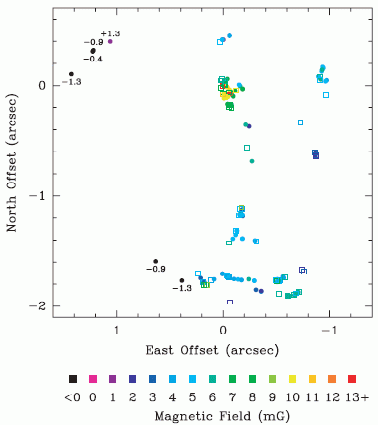 +1.3
-0.9
-0.4
-1.3
-0.9
-1.3
0
-1
-2
North Offset (arcsec)
1 0 -1
East Offset (arcsec)
<0 0 1 2 3 4 5 6 7 8 9 10 11 12 13+
Magnetic Field (mG)